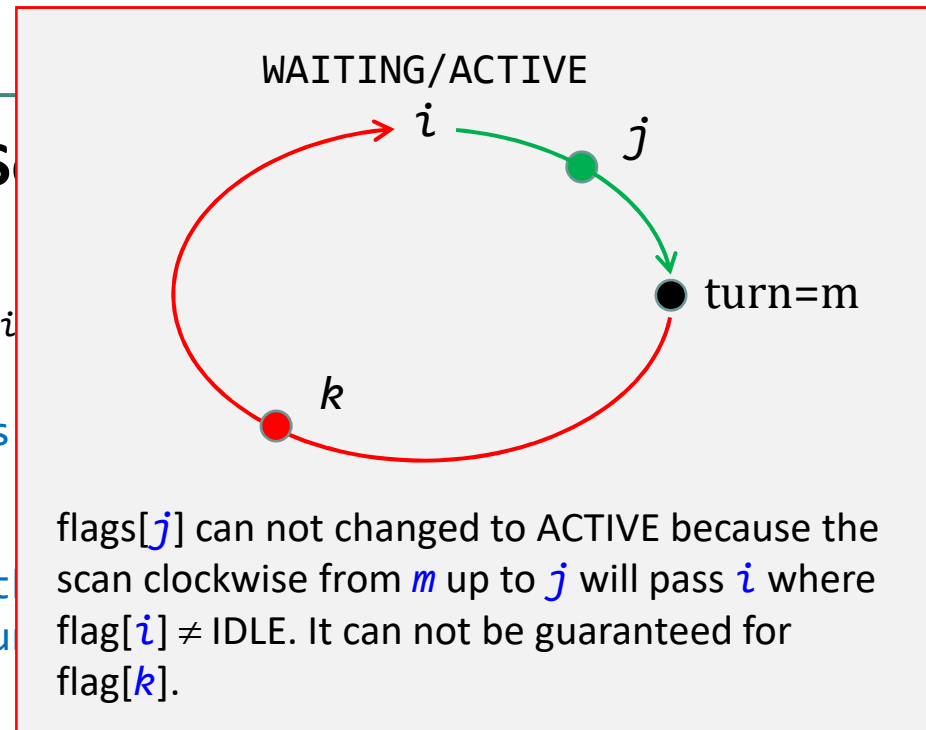 WAITING/ACTIVE
i
j
turn=m
k
i
s
flags[j] can not changed to ACTIVE because the
scan clockwise from m up to j will pass i where
flag[i] ≠ IDLE. It can not be guaranteed for
flag[k].